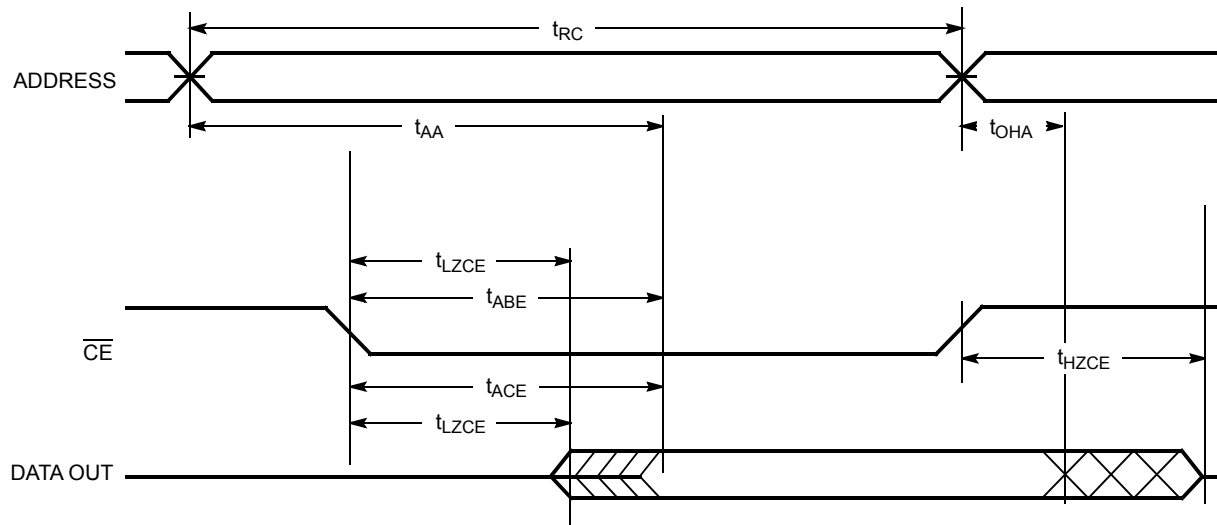 tRC
ADDRESS
tAA
tOHA
tLZCE
tABE
CE
tHZCE
tACE
tLZCE
DATA OUT